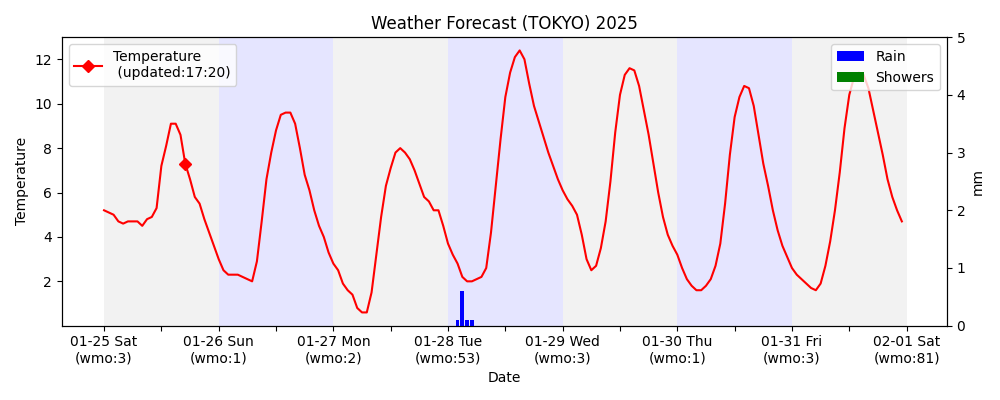 Weather Forecast (TOKYO) 2025
Temperature
(updated:17:20)
Rain
Showers
12
10
8
6
4
2
Temperature
5
4
3
2
1
0
mm
01-25 Sat
(wmo:3)
01-26 Sun
(wmo:1)
01-27 Mon
(wmo:2)
01-28 Tue
(wmo:53)
01-29 Wed
(wmo:3)
01-30 Thu
(wmo:1)
01-31 Fri
(wmo:3)
02-01 Sat
(wmo:81)
Date